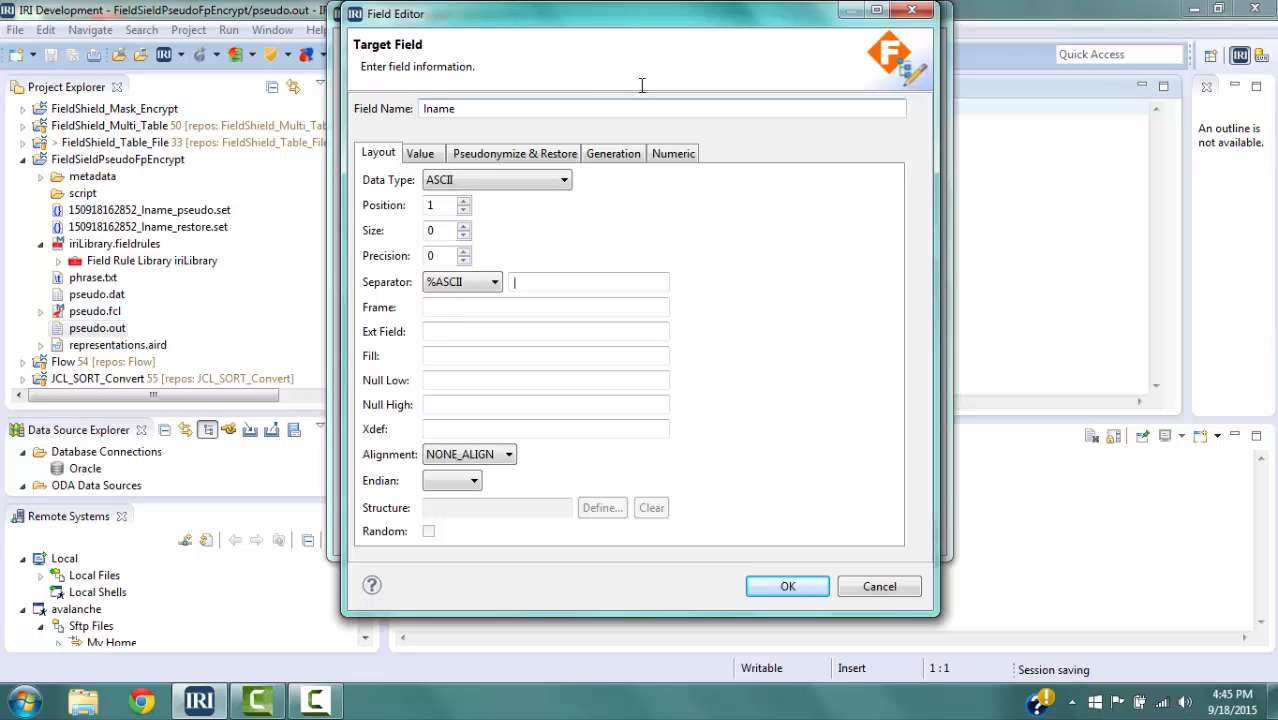 IRI Development - FieldSieldPseudoFpEncrypt/pseudo.out - IR
Field Editor
File Edit Navigate Search Project Run Window
Target Field
Enter field information.
Quick Access
IRI
Project Explorer
FieldShield_Mask_Encrypt
FieldShield_Multi_Table 50 [repos: FieldShield_Multi_Ta
> FieldShield_Table_File 33 [repos: FieldShield_Table_File
FieldSieldPseudoFpEncrypt
metadata
script
150918162852_lname_pseudo.set
150918162852_lname_restore.set
iriLibrary.fieldrules
Field Rule Library iriLibrary
phrase.txt
pseudo.dat
pseudo.fcl
pseudo.out
representations.aird
Flow 54 [repos: Flow]
JCL_SORT_Convert 55 [repos: JCL_SORT_Convert]
Data Source Explorer
Database Connections
Oracle
ODA Data Sources
Remote Systems
Local
Local Files
Local Shells
avalanche
Sftp Files
My Home
Field Name: lname
Layout Value Pseudonymize & Restore Generation Numeric
Data Type: ASCII
Position: 1
Size: 0
Precision: 0
Separator: %ASCII |
Frame:
Ext Field:
Fill:
Null Low:
Null High:
Xdef:
Alignment: NONE_ALIGN
Endian:
Structure: Define... Clear
Random:
OK Cancel
An outline is
not available.
Writable Insert 1 : 1 Session saving
IRI
4:45 PM
9/18/2015